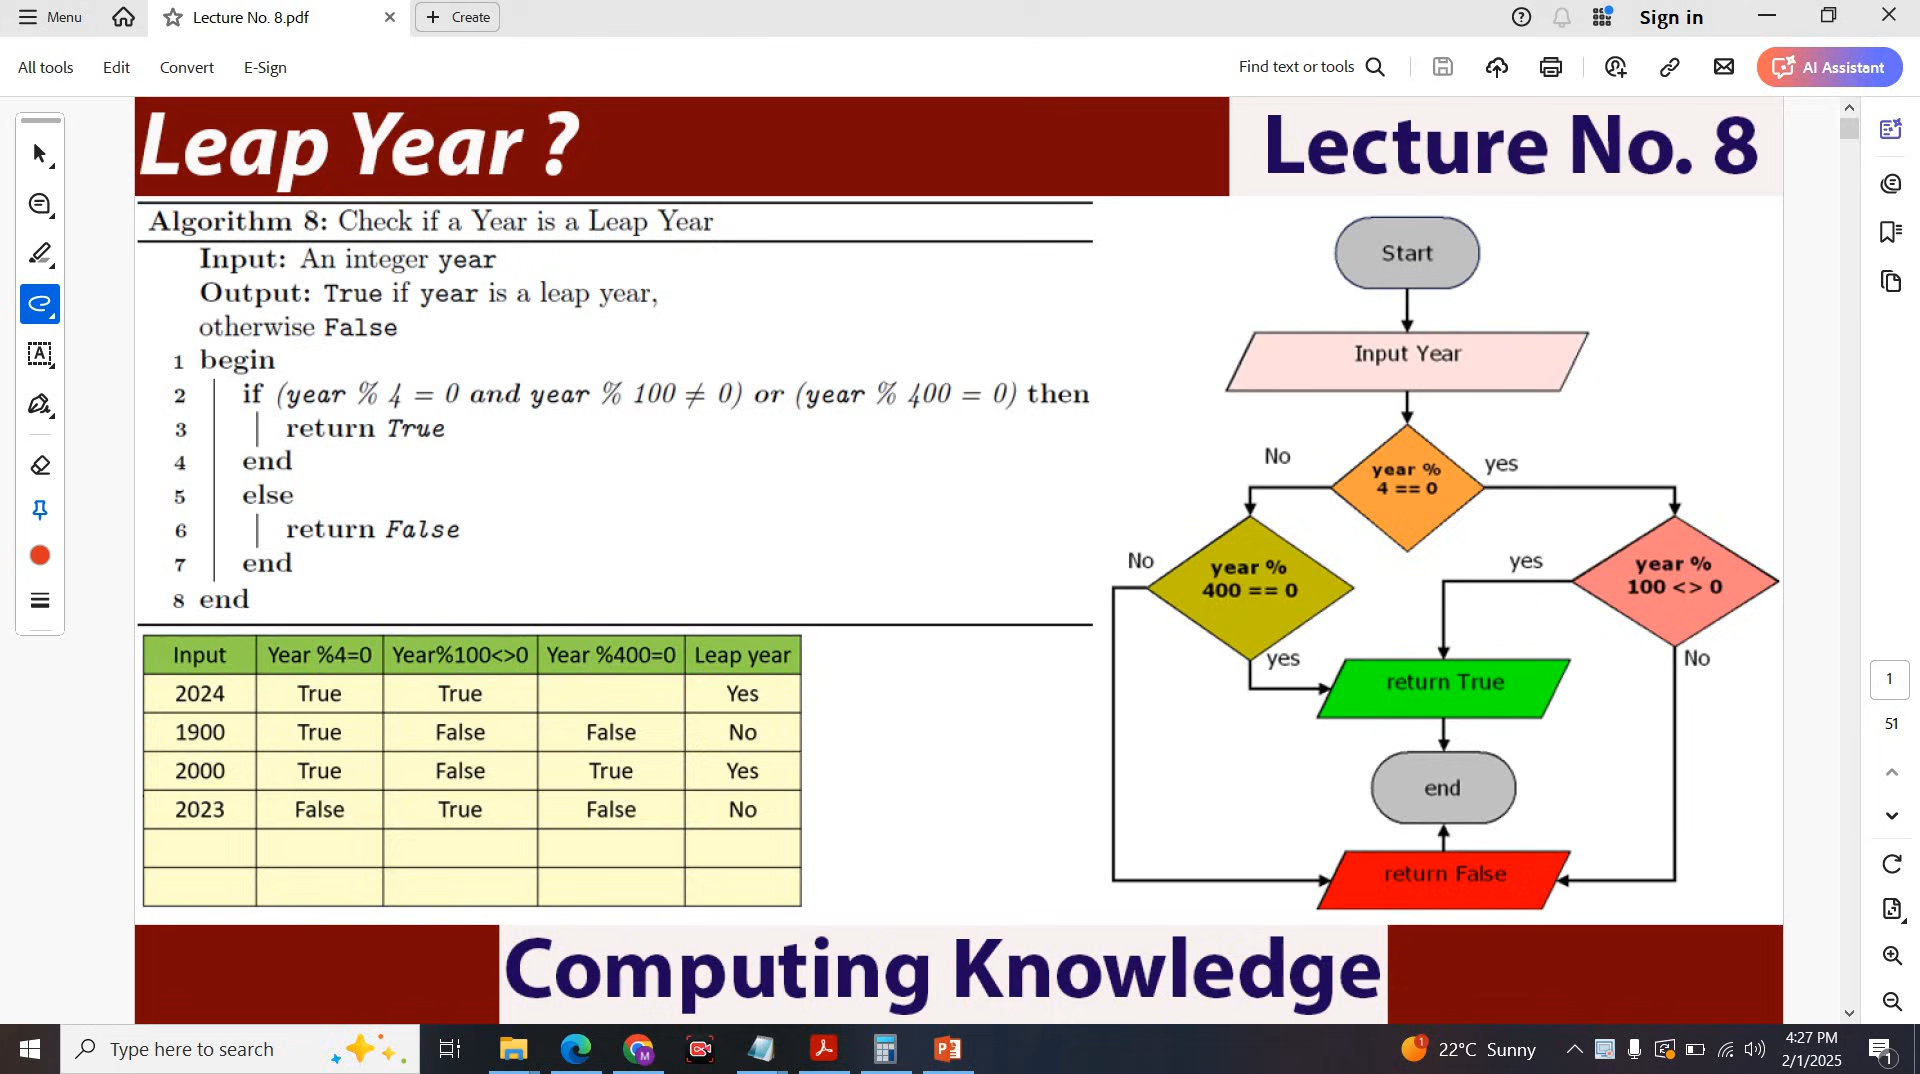 Menu
Lecture No. 8.pdf
Create
Sign in
All tools
Edit
Convert
E-Sign
Find text or tools
AI Assistant
Leap Year ?
Lecture No. 8
Algorithm 8: Check if a Year is a Leap Year
Input: An integer year
Output: True if year is a leap year,
otherwise False
1 begin
2 if (year % 4 = 0 and year % 100 ≠ 0) or (year % 400 = 0) then
3 return True
4 end
5 else
6 return False
7 end
8 end
Input Year %4=0 Year%100<>0 Year %400=0 Leap year
2024 True True Yes
1900 True False False No
2000 True False True Yes
2023 False True False No
Start
Input Year
year %
4 == 0
No
yes
year %
400 == 0
No
yes
year %
100 <> 0
yes
No
return True
end
return False
Computing Knowledge
1
51
Type here to search
22°C Sunny
4:27 PM
2/1/2025